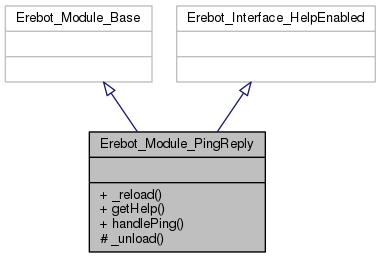 Erebot_Module_Base
Erebot_Interface_HelpEnabled
Erebot_Module_PingReply
+ _reload()
+ getHelp()
+ handlePing()
# _unload()